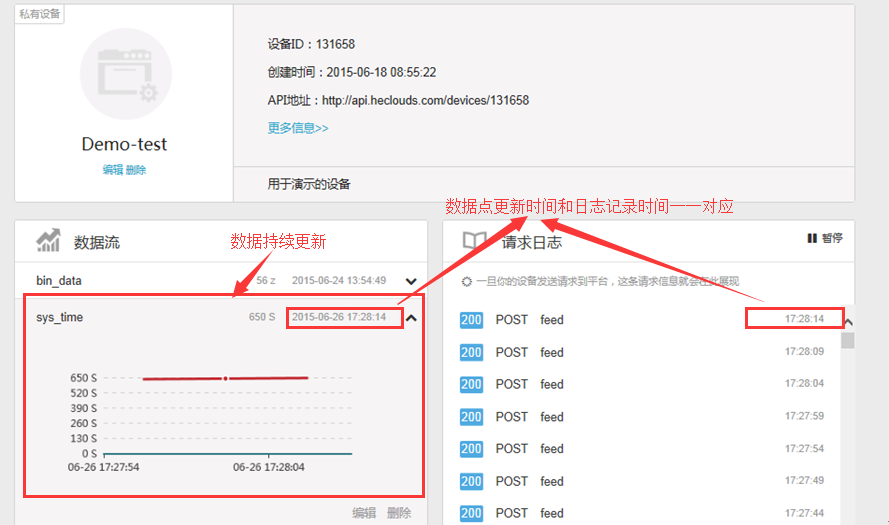 私有设备
Demo-test
编辑 删除
设备ID：131658
创建时间：2015-06-18 08:55:22
API地址：http://api.heclouds.com/devices/131658
更多信息>>
用于演示的设备
数据点更新时间和日志记录时间一一对应
数据流
数据持续更新
bin_data 56 z 2015-06-24 13:54:49
sys_time 650 S 2015-06-26 17:28:14
650 S
520 S
390 S
260 S
130 S
0 S
06-26 17:27:54 06-26 17:28:04
编辑 删除
请求日志 暂停
一旦你的设备发送请求到平台，这条请求信息就会在此展现
200 POST feed 17:28:14
200 POST feed 17:28:09
200 POST feed 17:28:04
200 POST feed 17:27:59
200 POST feed 17:27:54
200 POST feed 17:27:49
200 POST feed 17:27:44